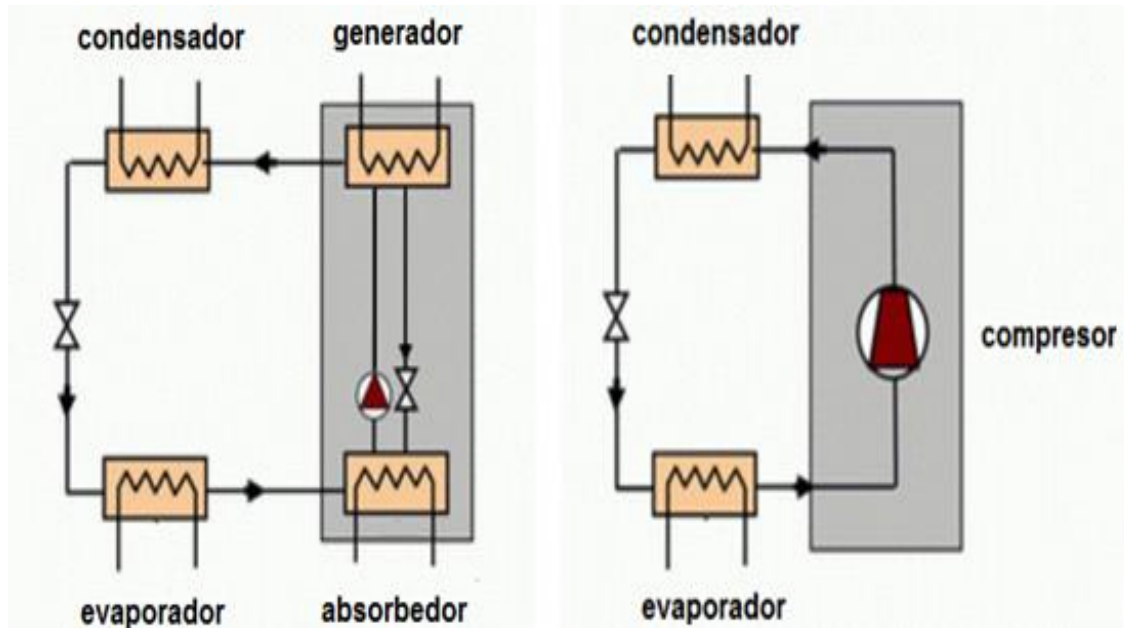 condensador
generador
condensador
compresor
evaporador
absorbedor
evaporador